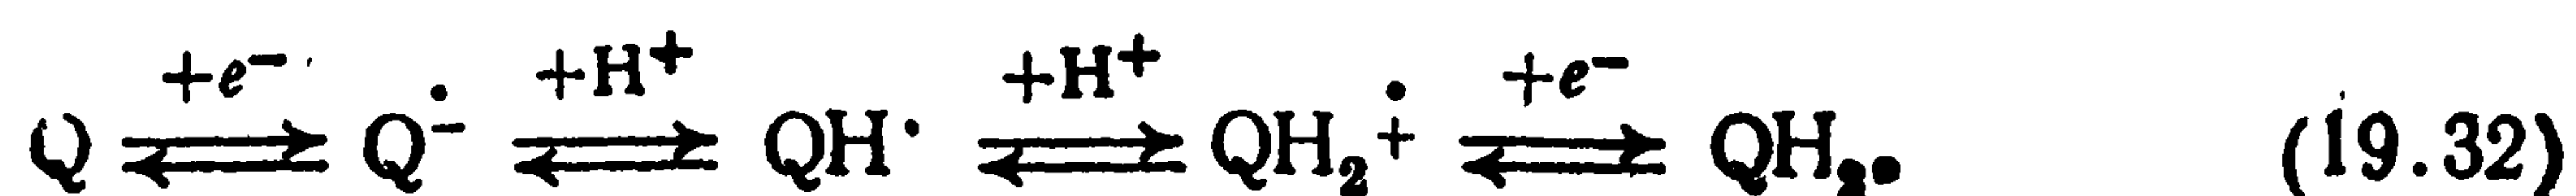 Q ⇌(+e⁻) Q∸ ⇌(+H⁺) QH· ⇌(+H⁺) QH₂∔ ⇌(+e⁻) QH₂. (19.32)